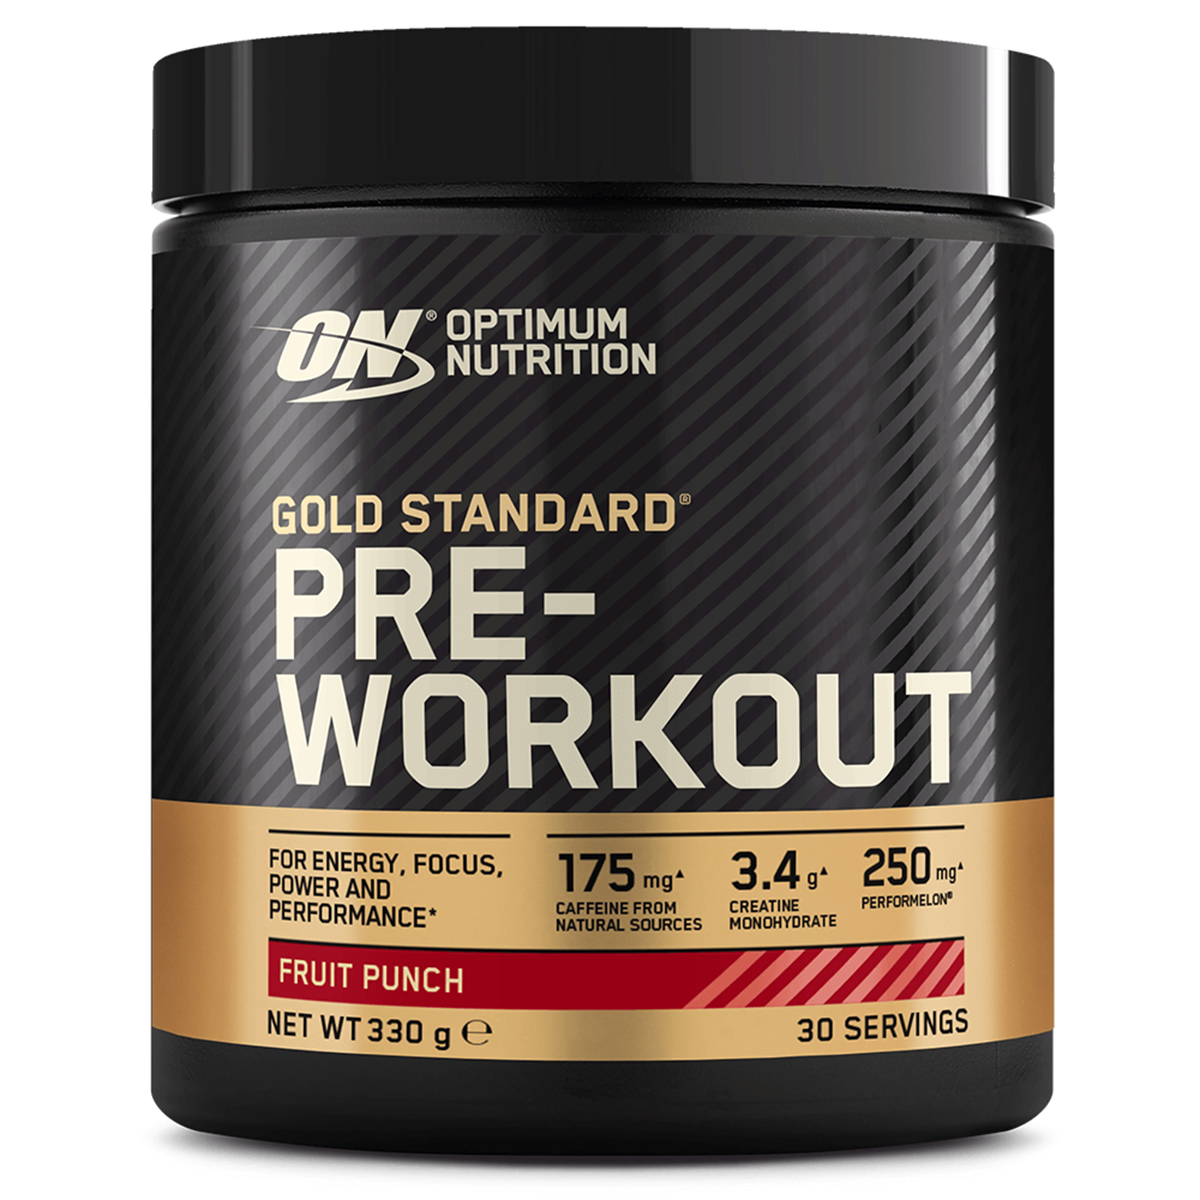 ON® OPTIMUM
NUTRITION
GOLD STANDARD®
PRE-
WORKOUT
FOR ENERGY, FOCUS,
POWER AND
PERFORMANCE*
175 mg▲
CAFFEINE FROM
NATURAL SOURCES
3.4 g▲
CREATINE
MONOHYDRATE
250 mg▲
PERFORMELON®
FRUIT PUNCH
NET WT 330 g ℮
30 SERVINGS